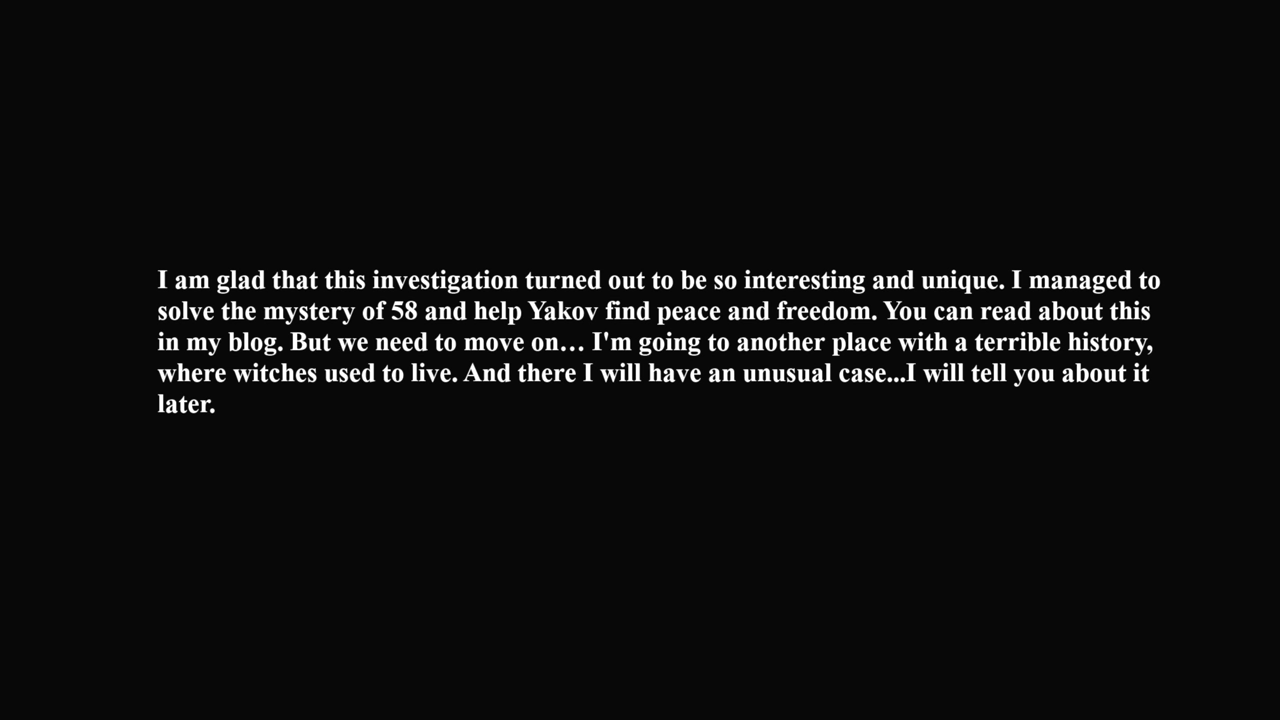 I am glad that this investigation turned out to be so interesting and unique. I managed to
solve the mystery of 58 and help Yakov find peace and freedom. You can read about this
in my blog. But we need to move on… I'm going to another place with a terrible history,
where witches used to live. And there I will have an unusual case...I will tell you about it
later.